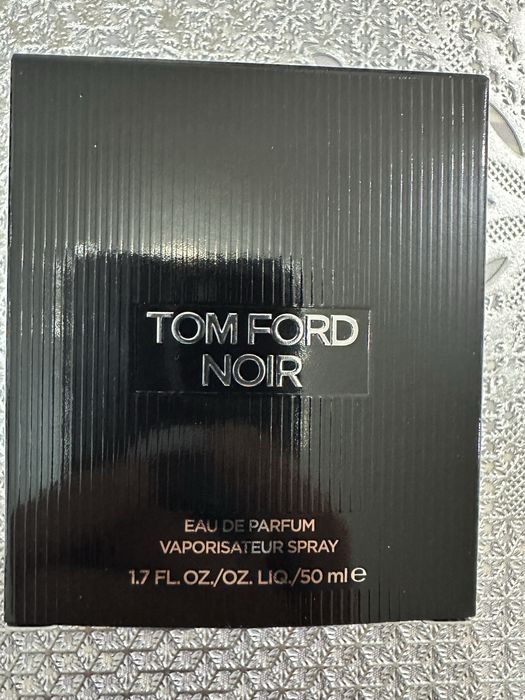 TOM FORD
NOIR
EAU DE PARFUM
VAPORISATEUR SPRAY
1.7 FL. OZ./OZ. LIQ./50 ml ℮